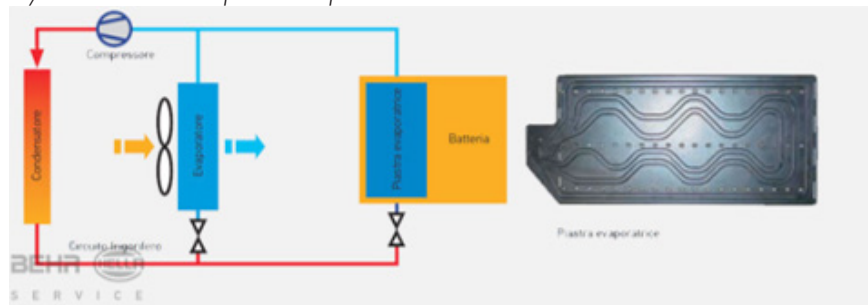 Compressore
Condensatore
Evaporatore
Piastra evaporatrice
Batteria
Piastra evaporatrice
Circuito frigorifero
BEHR HELLA
SERVICE